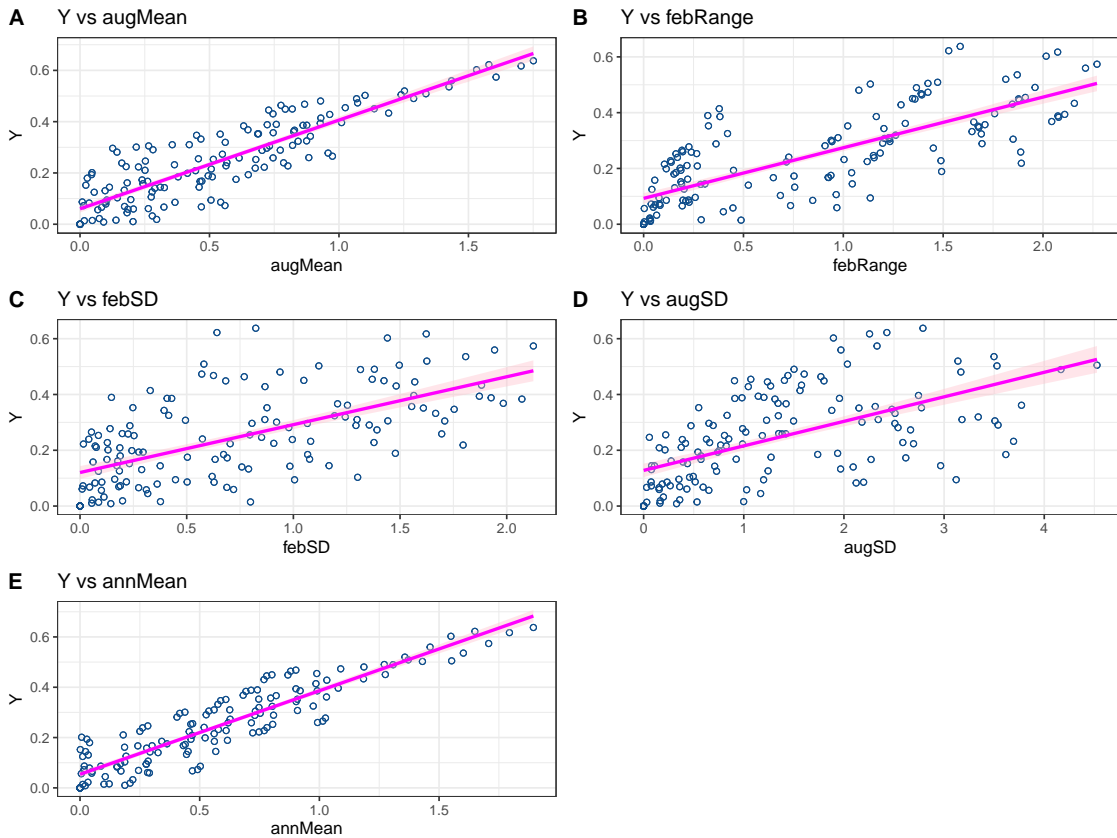 A Y vs augMean
Y
0.6
0.4
0.2
0.0
0.0 0.5 1.0 1.5
augMean
B Y vs febRange
Y
0.6
0.4
0.2
0.0
0.0 0.5 1.0 1.5 2.0
febRange
C Y vs febSD
Y
0.6
0.4
0.2
0.0
0.0 0.5 1.0 1.5 2.0
febSD
D Y vs augSD
Y
0.6
0.4
0.2
0.0
0 1 2 3 4
augSD
E Y vs annMean
Y
0.6
0.4
0.2
0.0
0.0 0.5 1.0 1.5
annMean